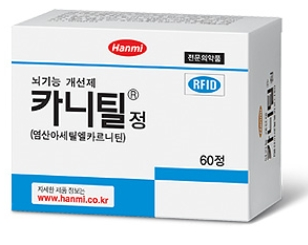 Hanmi
전문의약품
RFID
뇌기능 개선제
카니틸® 정
(염산아세틸엘카르니틴)
60정
자세한 제품 정보는
www.hanmi.co.kr